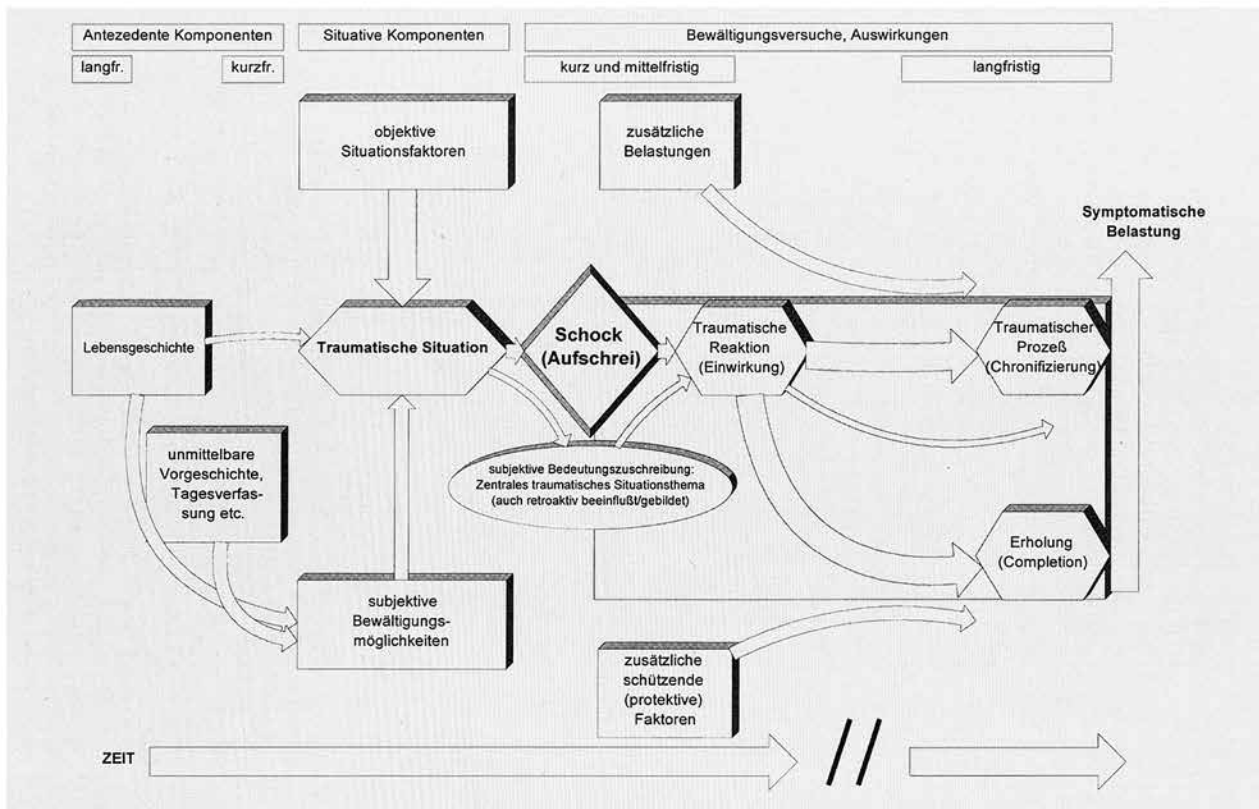 Antezedente Komponenten
Situative Komponenten
Bewältigungsversuche, Auswirkungen
langfr.
kurzfr.
kurz und mittelfristig
langfristig
objektive
Situationsfaktoren
zusätzliche
Belastungen
Symptomatische
Belastung
Lebensgeschichte
Traumatische Situation
Schock
(Aufschrei)
Traumatische
Reaktion
(Einwirkung)
Traumatischer
Prozeß
(Chronifizierung)
unmittelbare
Vorgeschichte,
Tagesverfas-
sung etc.
subjektive Bedeutungszuschreibung:
Zentrales traumatisches Situationsthema
(auch retroaktiv beeinflußt/gebildet)
Erholung
(Completion)
subjektive
Bewältigungs-
möglichkeiten
zusätzliche
schützende
(protektive)
Faktoren
ZEIT